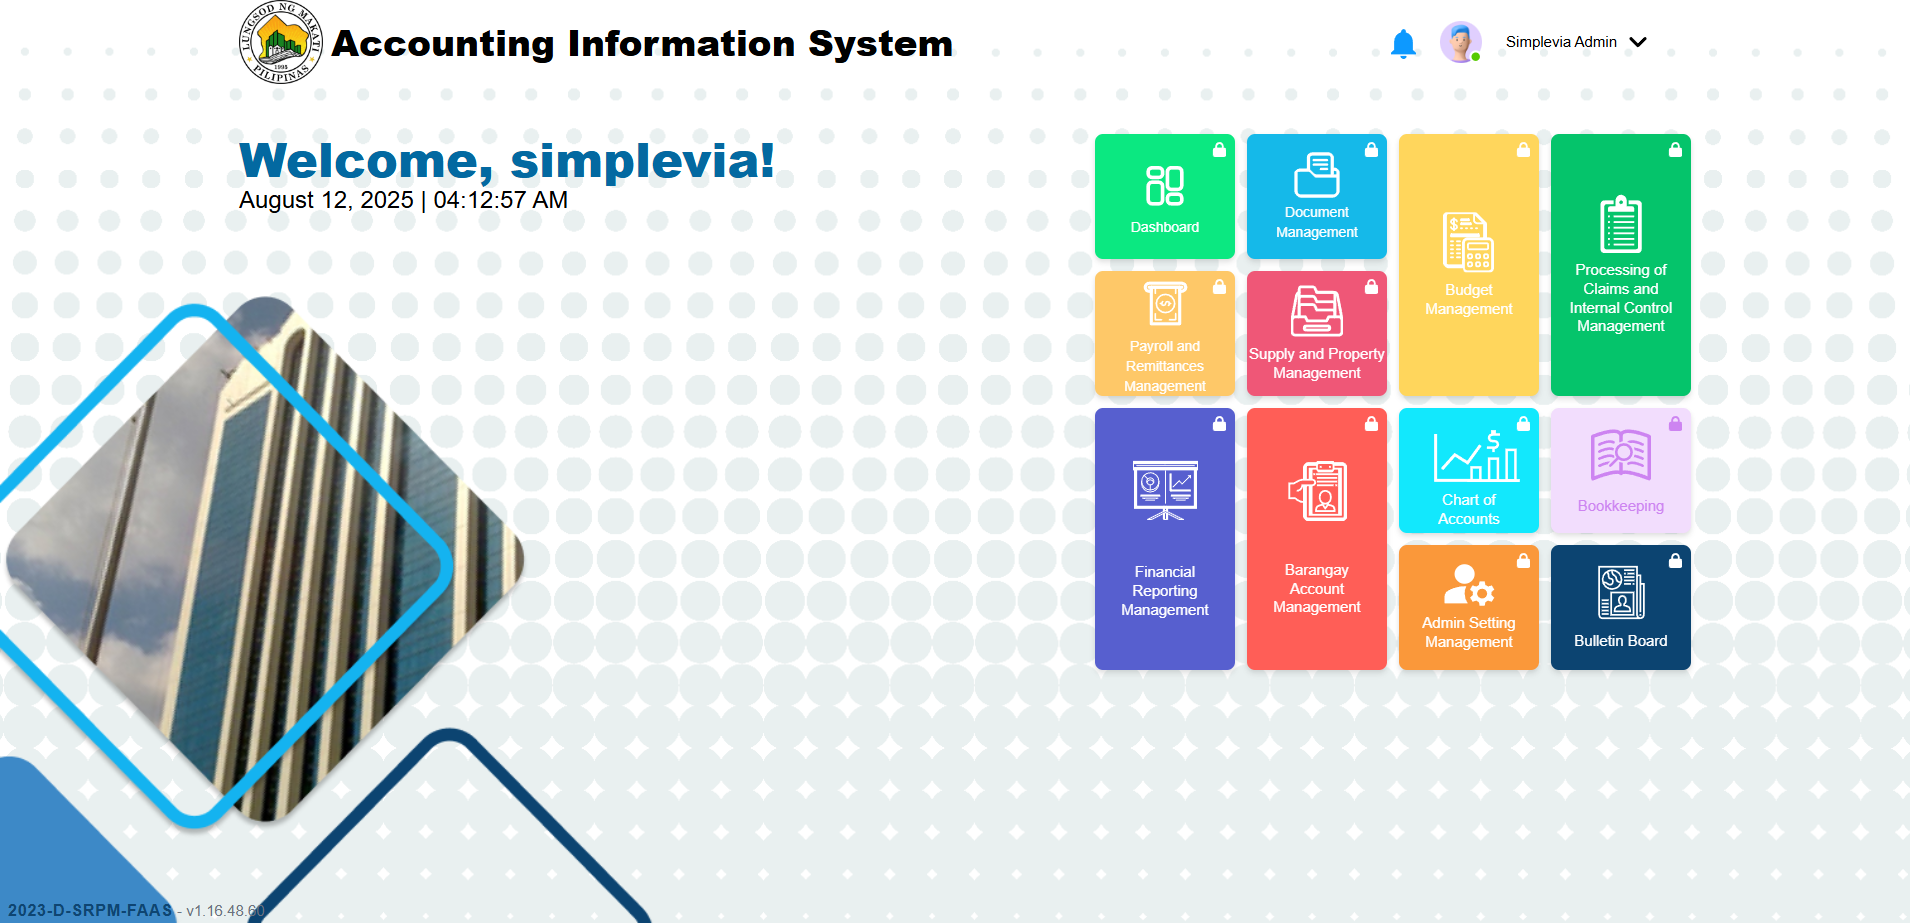 LUNGSOD NG MAKATI
PILIPINAS
1995
Accounting Information System
Simplevia Admin
Welcome, simplevia!
August 12, 2025 | 04:12:57 AM
Dashboard
Document
Management
Budget
Management
Processing of
Claims and
Internal Control
Management
Payroll and
Remittances
Management
Supply and Property
Management
Financial
Reporting
Management
Barangay
Account
Management
Chart of
Accounts
Bookkeeping
Admin Setting
Management
Bulletin Board
2023-D-SRPM-FAAS - v1.16.48.60